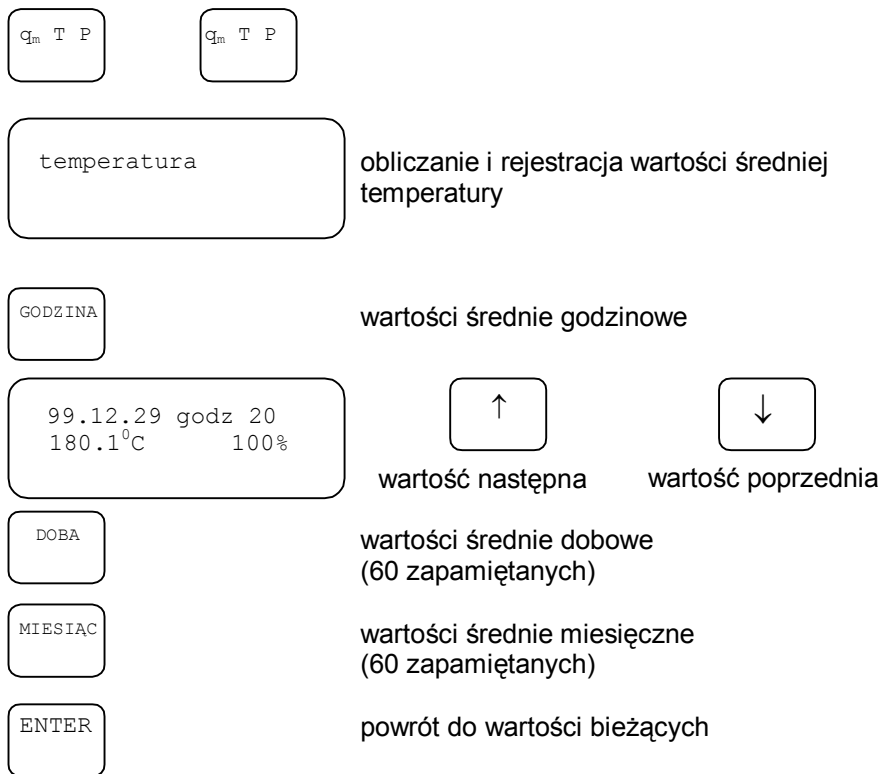 qₘ T P qₘ T P
temperatura
obliczanie i rejestracja wartości średniej
temperatury
GODZINA
wartości średnie godzinowe
99.12.29 godz 20
180.1⁰C 100%
↑ ↓
wartość następna wartość poprzednia
DOBA
wartości średnie dobowe
(60 zapamiętanych)
MIESIĄC
wartości średnie miesięczne
(60 zapamiętanych)
ENTER
powrót do wartości bieżących